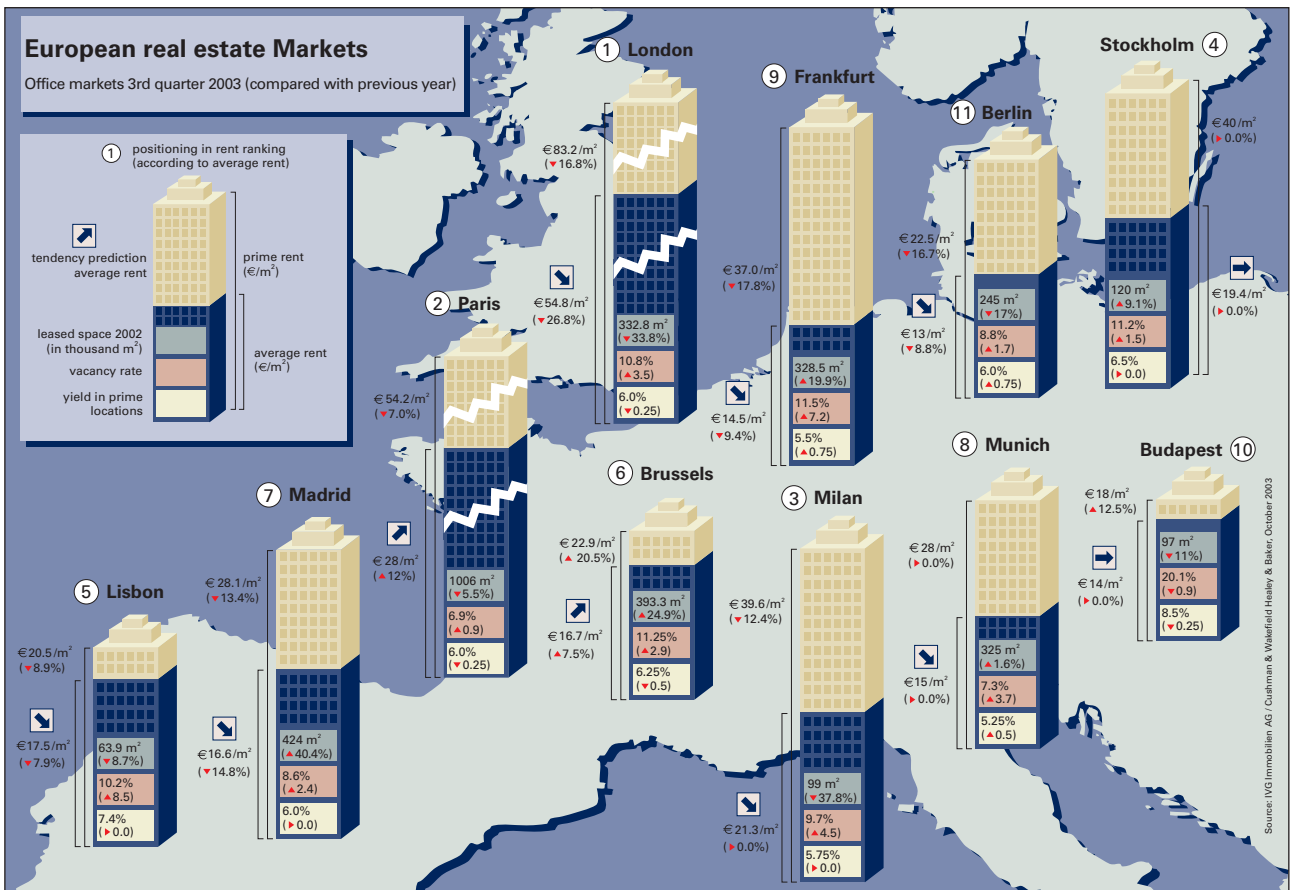 European real estate Markets
Office markets 3rd quarter 2003 (compared with previous year)
1 positioning in rent ranking
(according to average rent)
tendency prediction
average rent
prime rent
(€/m²)
leased space 2002
(in thousand m²)
vacancy rate
yield in prime
locations
average rent
(€/m²)
1 London
€83.2/m²
(▼16.8%)
€54.8/m²
(▼26.8%)
332.8 m²
(▼33.8%)
10.8%
(▲3.5)
6.0%
(▼0.25)
9 Frankfurt
€37.0/m²
(▼17.8%)
€14.5/m²
(▼9.4%)
328.5 m²
(▲19.9%)
11.5%
(▲7.2)
5.5%
(▲0.75)
11 Berlin
€22.5/m²
(▼16.7%)
€13/m²
(▼8.8%)
245 m²
(▼17%)
8.8%
(▲1.7)
6.0%
(▲0.75)
Stockholm 4
€40/m²
(▶0.0%)
€19.4/m²
(▶0.0%)
120 m²
(▲9.1%)
11.2%
(▲1.5)
6.5%
(▶0.0)
2 Paris
€54.2/m²
(▼7.0%)
€28/m²
(▲12%)
1006 m²
(▼5.5%)
6.9%
(▲0.9)
6.0%
(▼0.25)
6 Brussels
€22.9/m²
(▲20.5%)
€16.7/m²
(▲7.5%)
393.3 m²
(▲24.9%)
11.25%
(▲2.9)
6.25%
(▼0.5)
8 Munich
€28/m²
(▶0.0%)
€15/m²
(▶0.0%)
325 m²
(▲1.6%)
7.3%
(▲3.7)
5.25%
(▲0.5)
Budapest 10
€18/m²
(▲12.5%)
€14/m²
(▶0.0%)
97 m²
(▼11%)
20.1%
(▼0.9)
8.5%
(▼0.25)
7 Madrid
€28.1/m²
(▼13.4%)
€16.6/m²
(▼14.8%)
424 m²
(▲40.4%)
8.6%
(▲2.4)
6.0%
(▶0.0)
3 Milan
€39.6/m²
(▼12.4%)
€21.3/m²
(▶0.0%)
99 m²
(▼37.8%)
9.7%
(▲4.5)
5.75%
(▶0.0)
5 Lisbon
€20.5/m²
(▼8.9%)
€17.5/m²
(▼7.9%)
63.9 m²
(▼8.7%)
10.2%
(▲8.5)
7.4%
(▶0.0)
Source: IVG Immobilien AG / Cushman & Wakefield Healey & Baker, October 2003